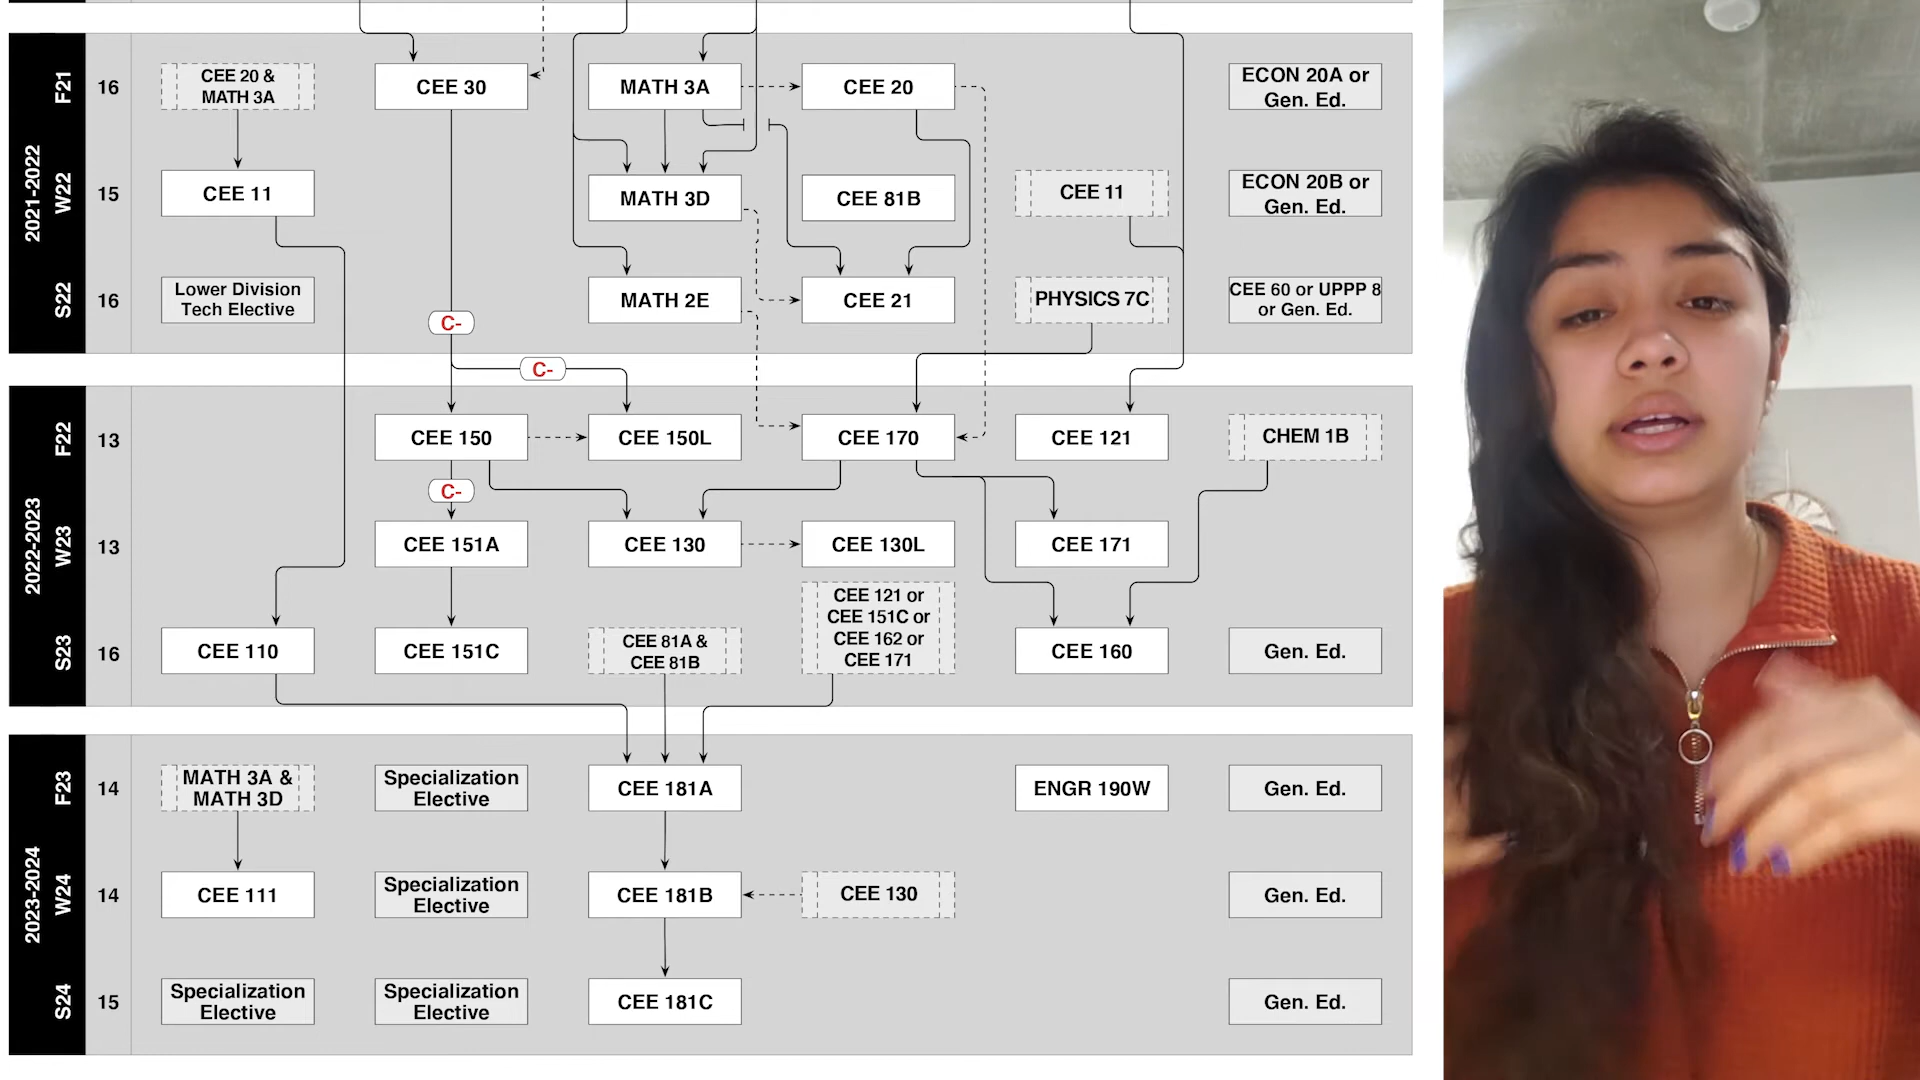 2021-2022
F21
16
CEE 20 &
MATH 3A
CEE 30
MATH 3A
CEE 20
ECON 20A or
Gen. Ed.
W22
15
CEE 11
MATH 3D
CEE 81B
CEE 11
ECON 20B or
Gen. Ed.
S22
16
Lower Division
Tech Elective
C-
MATH 2E
CEE 21
PHYSICS 7C
CEE 60 or UPPP 8
or Gen. Ed.
C-
2022-2023
F22
13
CEE 150
CEE 150L
CEE 170
CEE 121
CHEM 1B
C-
W23
13
CEE 151A
CEE 130
CEE 130L
CEE 171
S23
16
CEE 110
CEE 151C
CEE 81A &
CEE 81B
CEE 121 or
CEE 151C or
CEE 162 or
CEE 171
CEE 160
Gen. Ed.
2023-2024
F23
14
MATH 3A &
MATH 3D
Specialization
Elective
CEE 181A
ENGR 190W
Gen. Ed.
W24
14
CEE 111
Specialization
Elective
CEE 181B
CEE 130
Gen. Ed.
S24
15
Specialization
Elective
Specialization
Elective
CEE 181C
Gen. Ed.